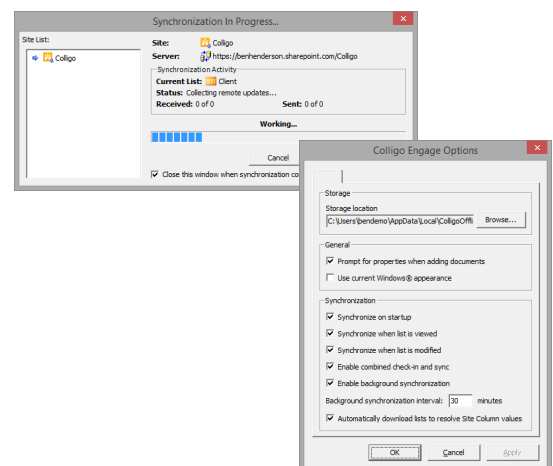 Synchronization In Progress...
Site List:
Colligo
Site: Colligo
Server: https://benhenderson.sharepoint.com/Colligo
Synchronization Activity
Current List: Client
Status: Collecting remote updates...
Received: 0 of 0 Sent: 0 of 0
Working...
Cancel
Close this window when synchronization co
Colligo Engage Options
Storage
Storage location
C:\Users\bendemo\AppData\Local\ColligoOffli Browse...
General
Prompt for properties when adding documents
Use current Windows® appearance
Synchronization
Synchronize on startup
Synchronize when list is viewed
Synchronize when list is modified
Enable combined check-in and sync
Enable background synchronization
Background synchronization interval: 30 minutes
Automatically download lists to resolve Site Column values
OK Cancel Apply